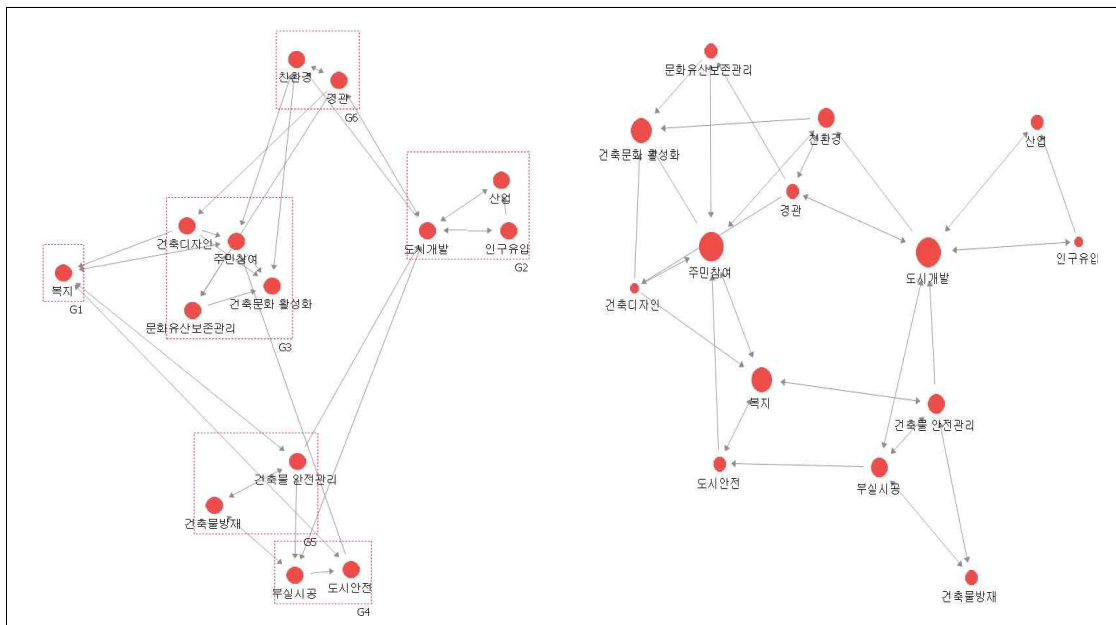 친환경
경관
G6
산업
도시개발
인구유입
G2
건축디자인
주민참여
복지
G1
건축문화 활성화
문화유산보존관리
G3
건축물 안전관리
건축물방재
G5
부실시공
도시안전
G4
문화유산보존관리
친환경
산업
건축문화 활성화
경관
주민참여
도시개발
인구유입
건축디자인
복지
건축물 안전관리
도시안전
부실시공
건축물방재